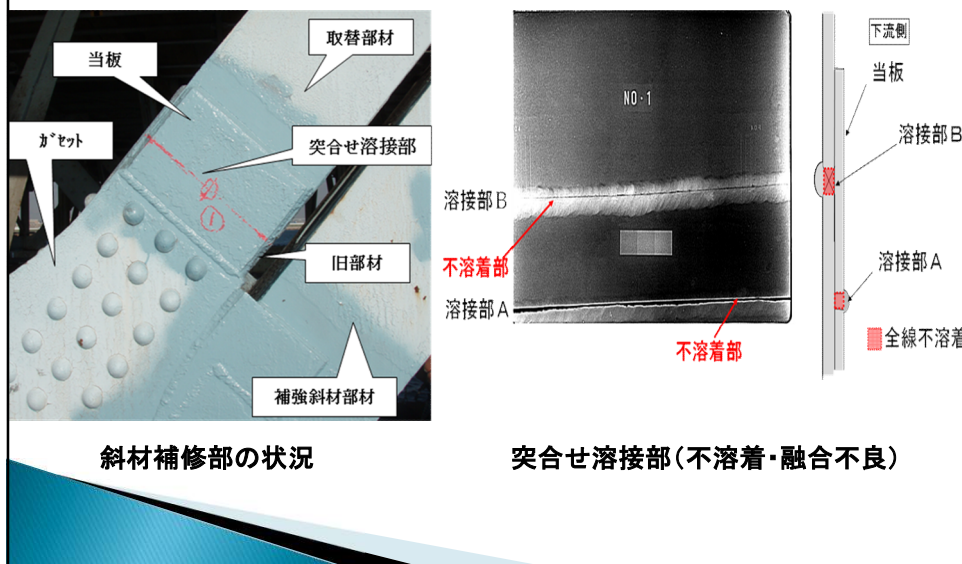 取替部材
当板
ガセット
突合せ溶接部
①
旧部材
補強斜材部材
斜材補修部の状況
NO・1
溶接部B
不溶着部
溶接部A
不溶着部
下流側
当板
溶接部B
溶接部A
全線不溶着
突合せ溶接部(不溶着・融合不良)